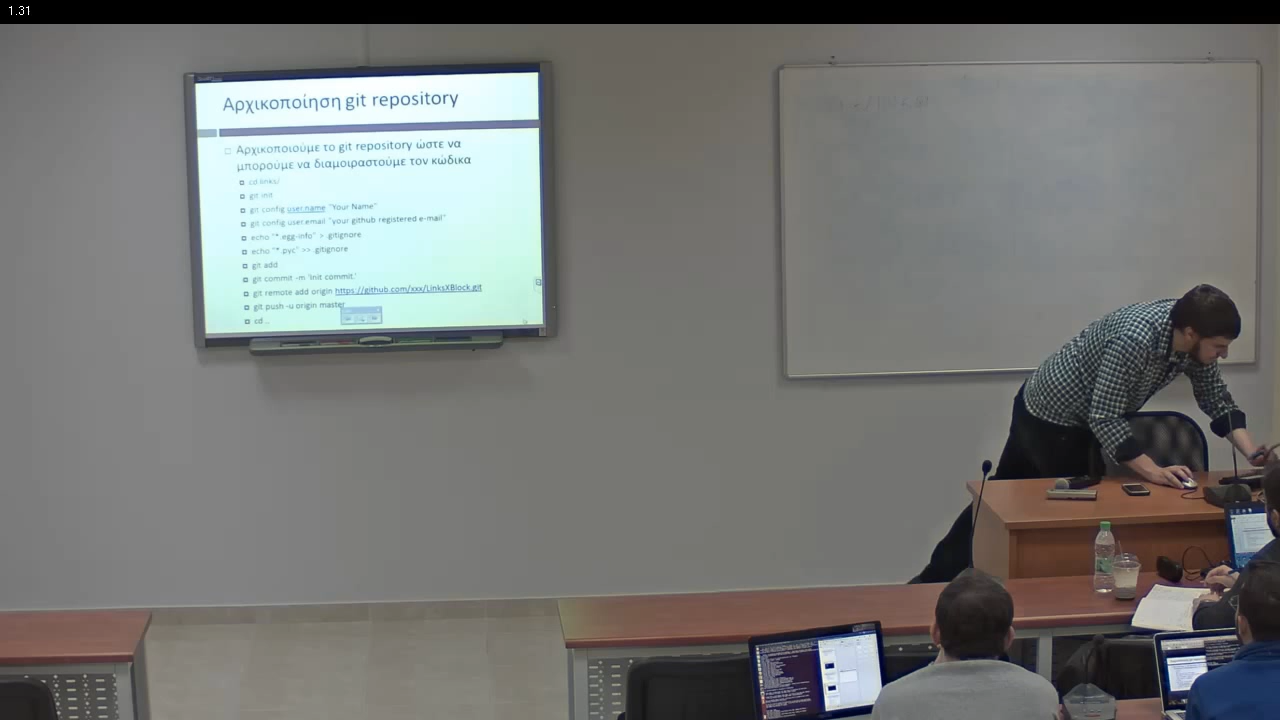 1.31
Αρχικοποίηση git repository
Αρχικοποιούμε το git repository ώστε να
μπορούμε να διαμοιραστούμε τον κώδικα
cd links/
git init
git config user.name "Your Name"
git config user.email "your github registered e-mail"
echo "*.egg-info" > .gitignore
echo "*.pyc" >> .gitignore
git add
git commit -m 'Init commit'
git remote add origin https://github.com/xxx/LinksXBlock.git
git push -u origin master
cd ..